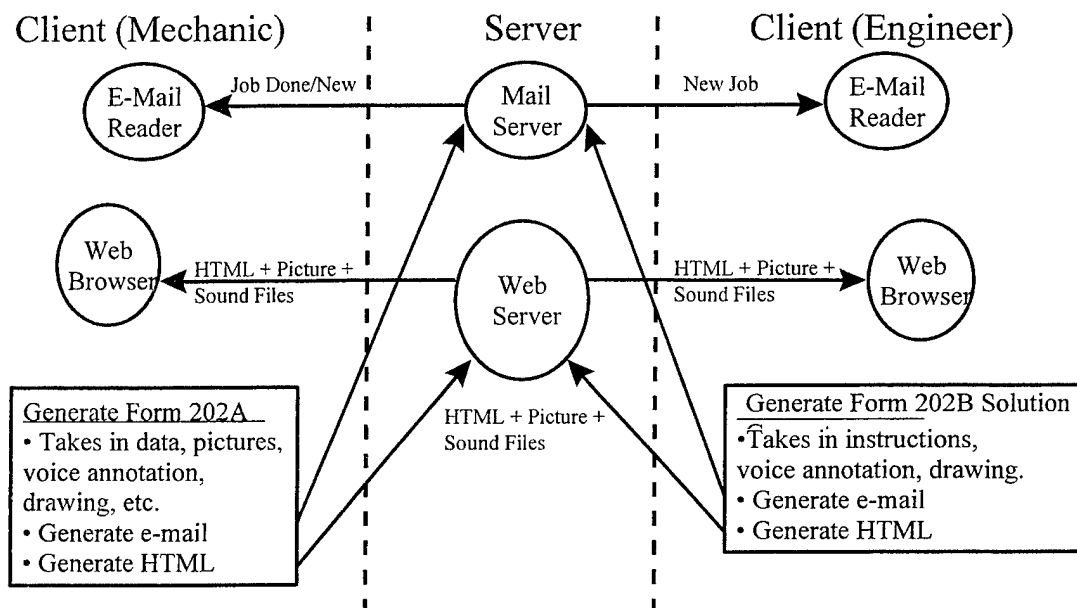 Client (Mechanic)
Server
Client (Engineer)
E-Mail
Reader
Job Done/New
Mail
Server
New Job
E-Mail
Reader
Web
Browser
HTML + Picture +
Sound Files
Web
Server
HTML + Picture +
Sound Files
Web
Browser
Generate Form 202A
• Takes in data, pictures,
voice annotation,
drawing, etc.
• Generate e-mail
• Generate HTML
HTML + Picture +
Sound Files
Generate Form 202B Solution
•Takes in instructions,
voice annotation, drawing.
• Generate e-mail
• Generate HTML